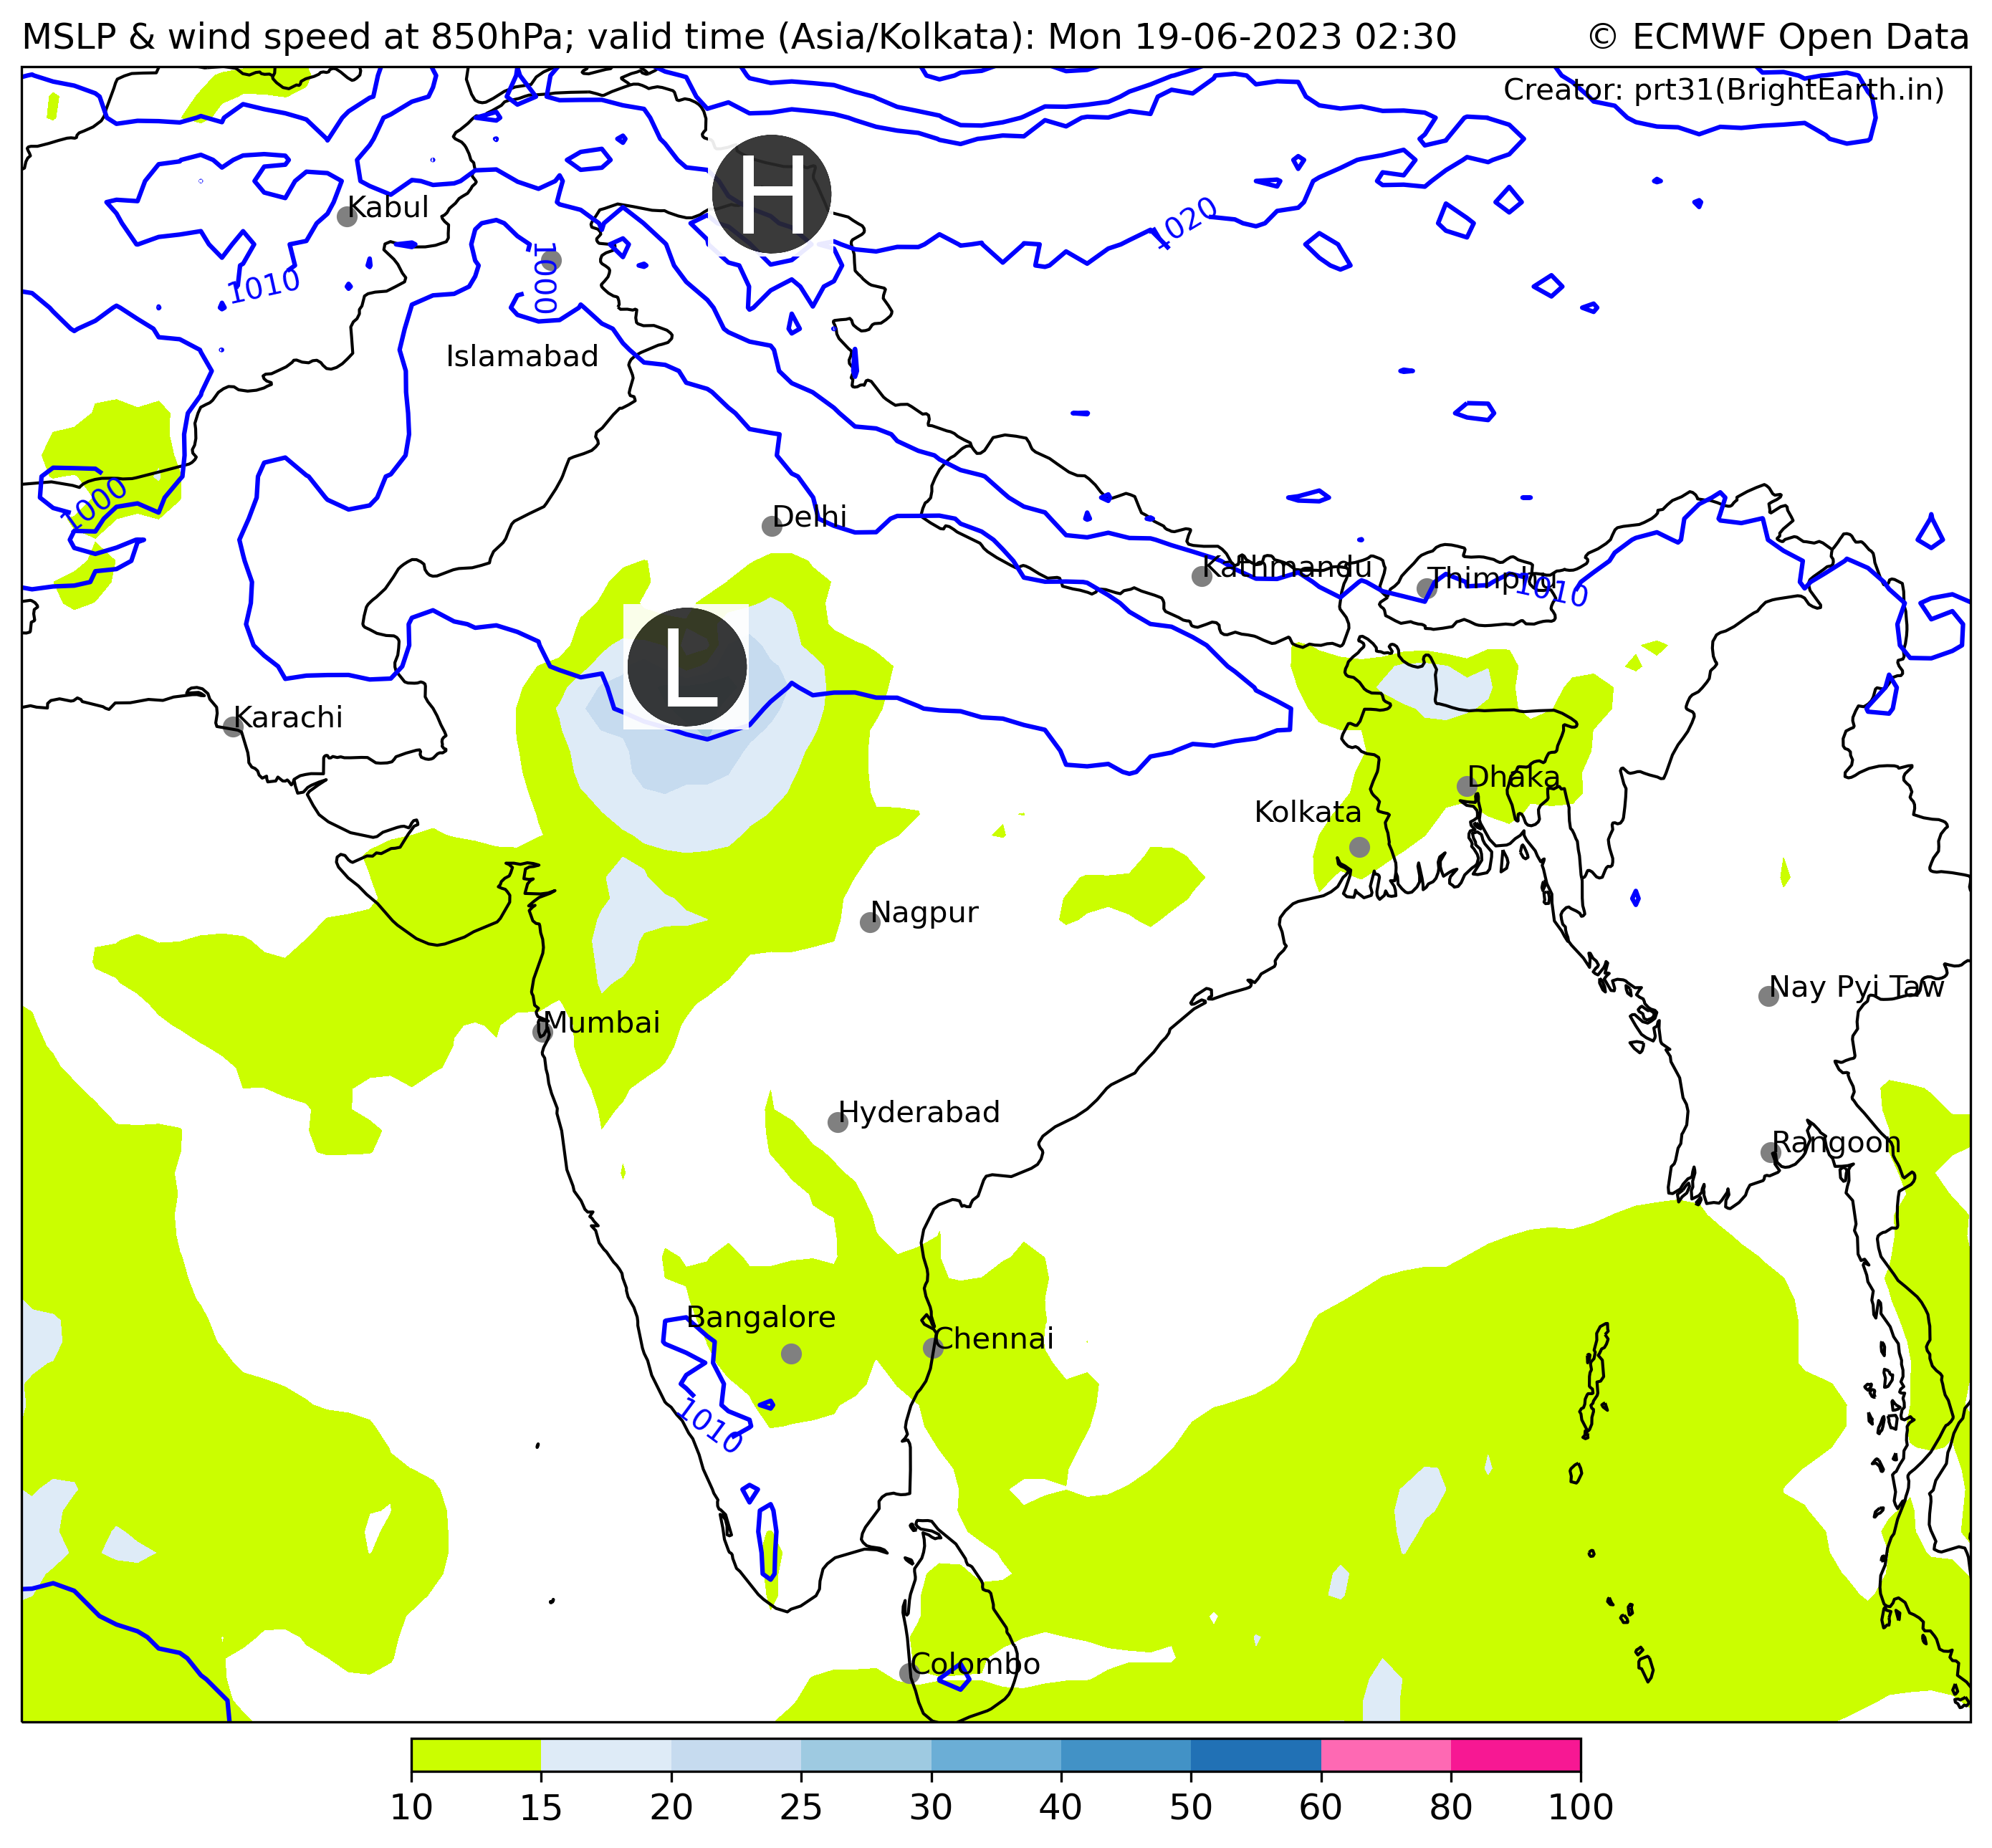 MSLP & wind speed at 850hPa; valid time (Asia/Kolkata): Mon 19-06-2023 02:30
© ECMWF Open Data
Creator: prt31(BrightEarth.in)
H
Kabul
1020
1000
1010
Islamabad
1000
Delhi
Kathmandu
Thimphu
1010
L
Karachi
Dhaka
Kolkata
Nagpur
Nay Pyi Taw
Mumbai
Hyderabad
Rangoon
Bangalore
Chennai
1010
Colombo
10 15 20 25 30 40 50 60 80 100